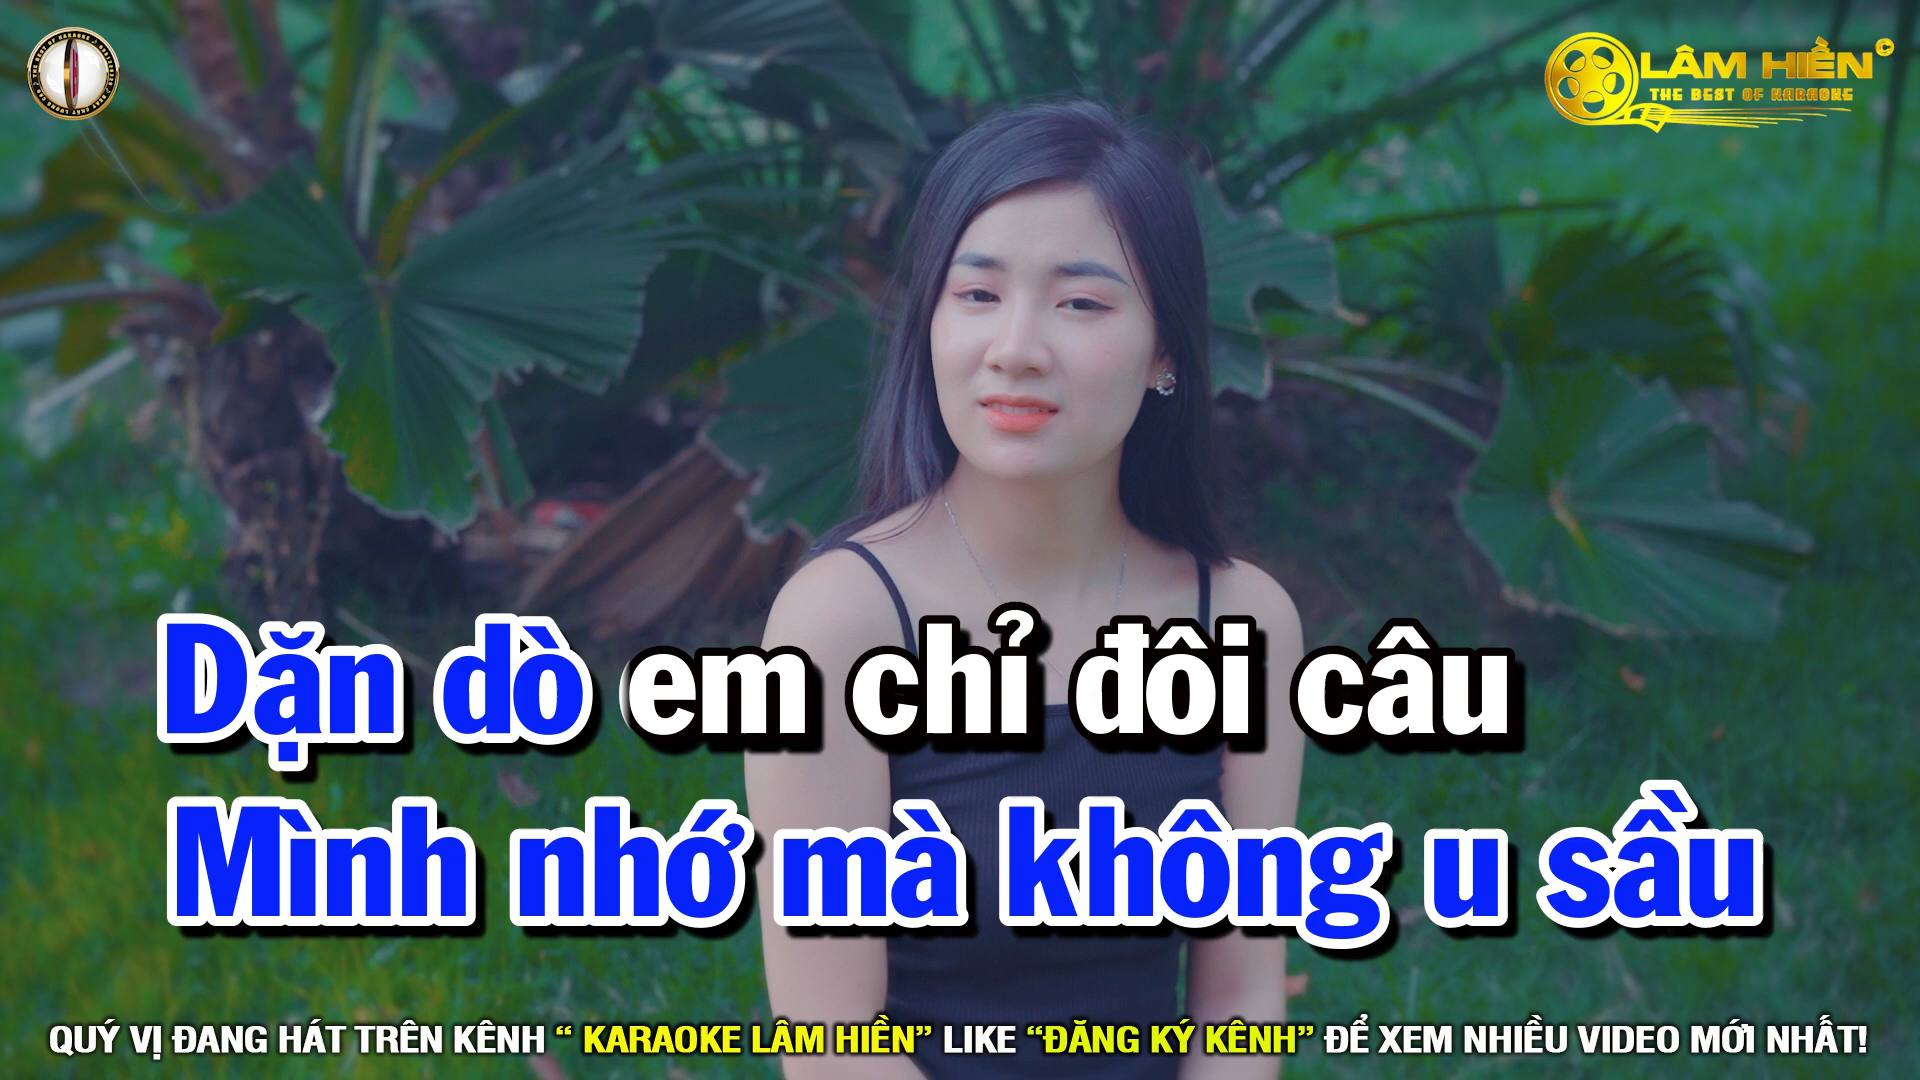 LÂM HIỀN©
THE BEST OF KARAOKE
Dặn dò em chỉ đôi câu
Mình nhớ mà không u sầu
QUÝ VỊ ĐANG HÁT TRÊN KÊNH “ KARAOKE LÂM HIỀN” LIKE “ĐĂNG KÝ KÊNH” ĐỂ XEM NHIỀU VIDEO MỚI NHẤT!